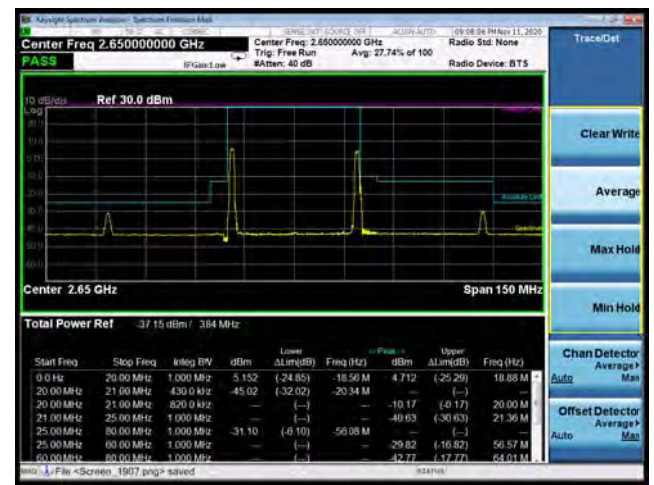 Keysight Spectrum Analyzer - Spectrum Emission Mask
SENSE:INT SOURCE OFF ALIGN AUTO 09:08:06 PM Nov 11, 2020
Center Freq 2.650000000 GHz
Center Freq: 2.650000000 GHz
Radio Std: None
Trig: Free Run Avg: 27.74% of 100
PASS
IFGain:Low
#Atten: 40 dB
Radio Device: BTS
Trace/Det
10 dB/div Ref 30.0 dBm
Log
Absolute Limit
Spectrum
Center 2.65 GHz
Span 150 MHz
Total Power Ref 37.15 dBm / 384 MHz
Lower <- Peak -> Upper
Start Freq Stop Freq Integ BW dBm ΔLim(dB) Freq (Hz) dBm ΔLim(dB) Freq (Hz)
0.0 Hz 20.00 MHz 1.000 MHz 5.152 (-24.85) -18.56 M 4.712 (-25.29) 18.88 M
20.00 MHz 21.00 MHz 430.0 kHz -45.02 (-32.02) -20.34 M --- (---) ---
20.00 MHz 21.00 MHz 820.0 kHz --- (---) --- -10.17 (-0.17) 20.00 M
21.00 MHz 25.00 MHz 1.000 MHz --- (---) --- -40.63 (-30.63) 21.36 M
25.00 MHz 80.00 MHz 1.000 MHz -31.10 (-6.10) -56.08 M --- (---) ---
25.00 MHz 60.00 MHz 1.000 MHz --- (---) --- -29.82 (-16.82) 56.57 M
60.00 MHz 80.00 MHz 1.000 MHz --- (---) --- -42.77 (-17.77) 64.01 M
Clear Write
Average
Max Hold
Min Hold
Chan Detector
Average
Auto Man
Offset Detector
Average
Auto Man
MSG File <Screen_1907.png> saved
STATUS